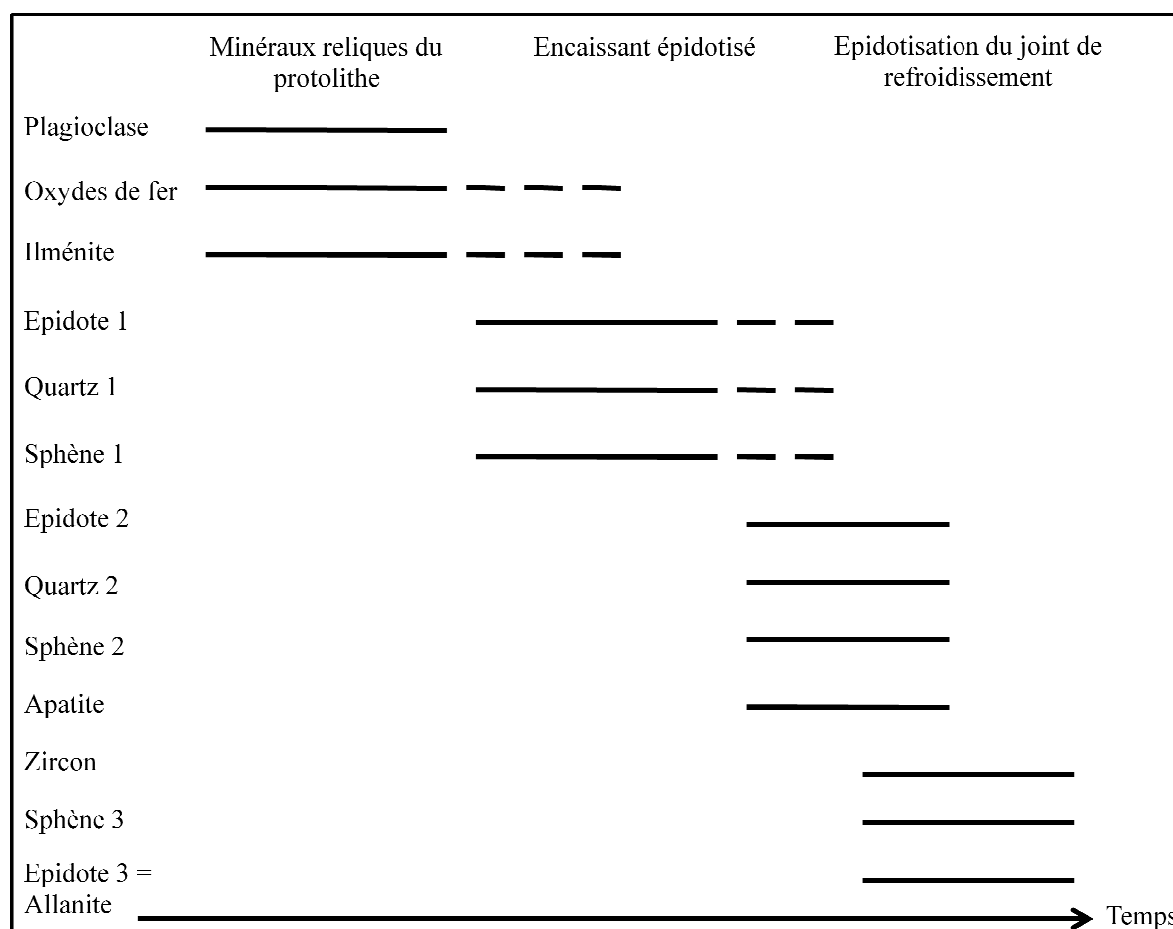 Minéraux reliques du
protolithe
Encaissant épidotisé
Epidotisation du joint de
refroidissement
Plagioclase
Oxydes de fer
Ilménite
Epidote 1
Quartz 1
Sphène 1
Epidote 2
Quartz 2
Sphène 2
Apatite
Zircon
Sphène 3
Epidote 3 =
Allanite
Temps